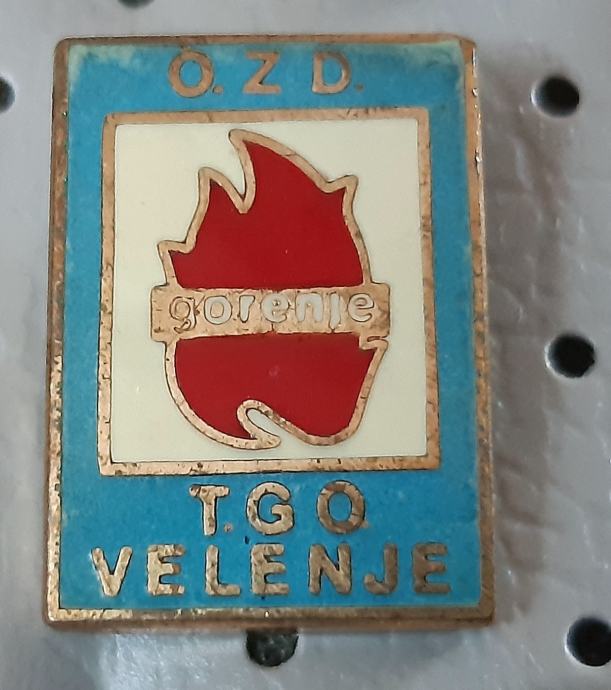 O.Z D.
gorenje
T.G O.
VELENJE